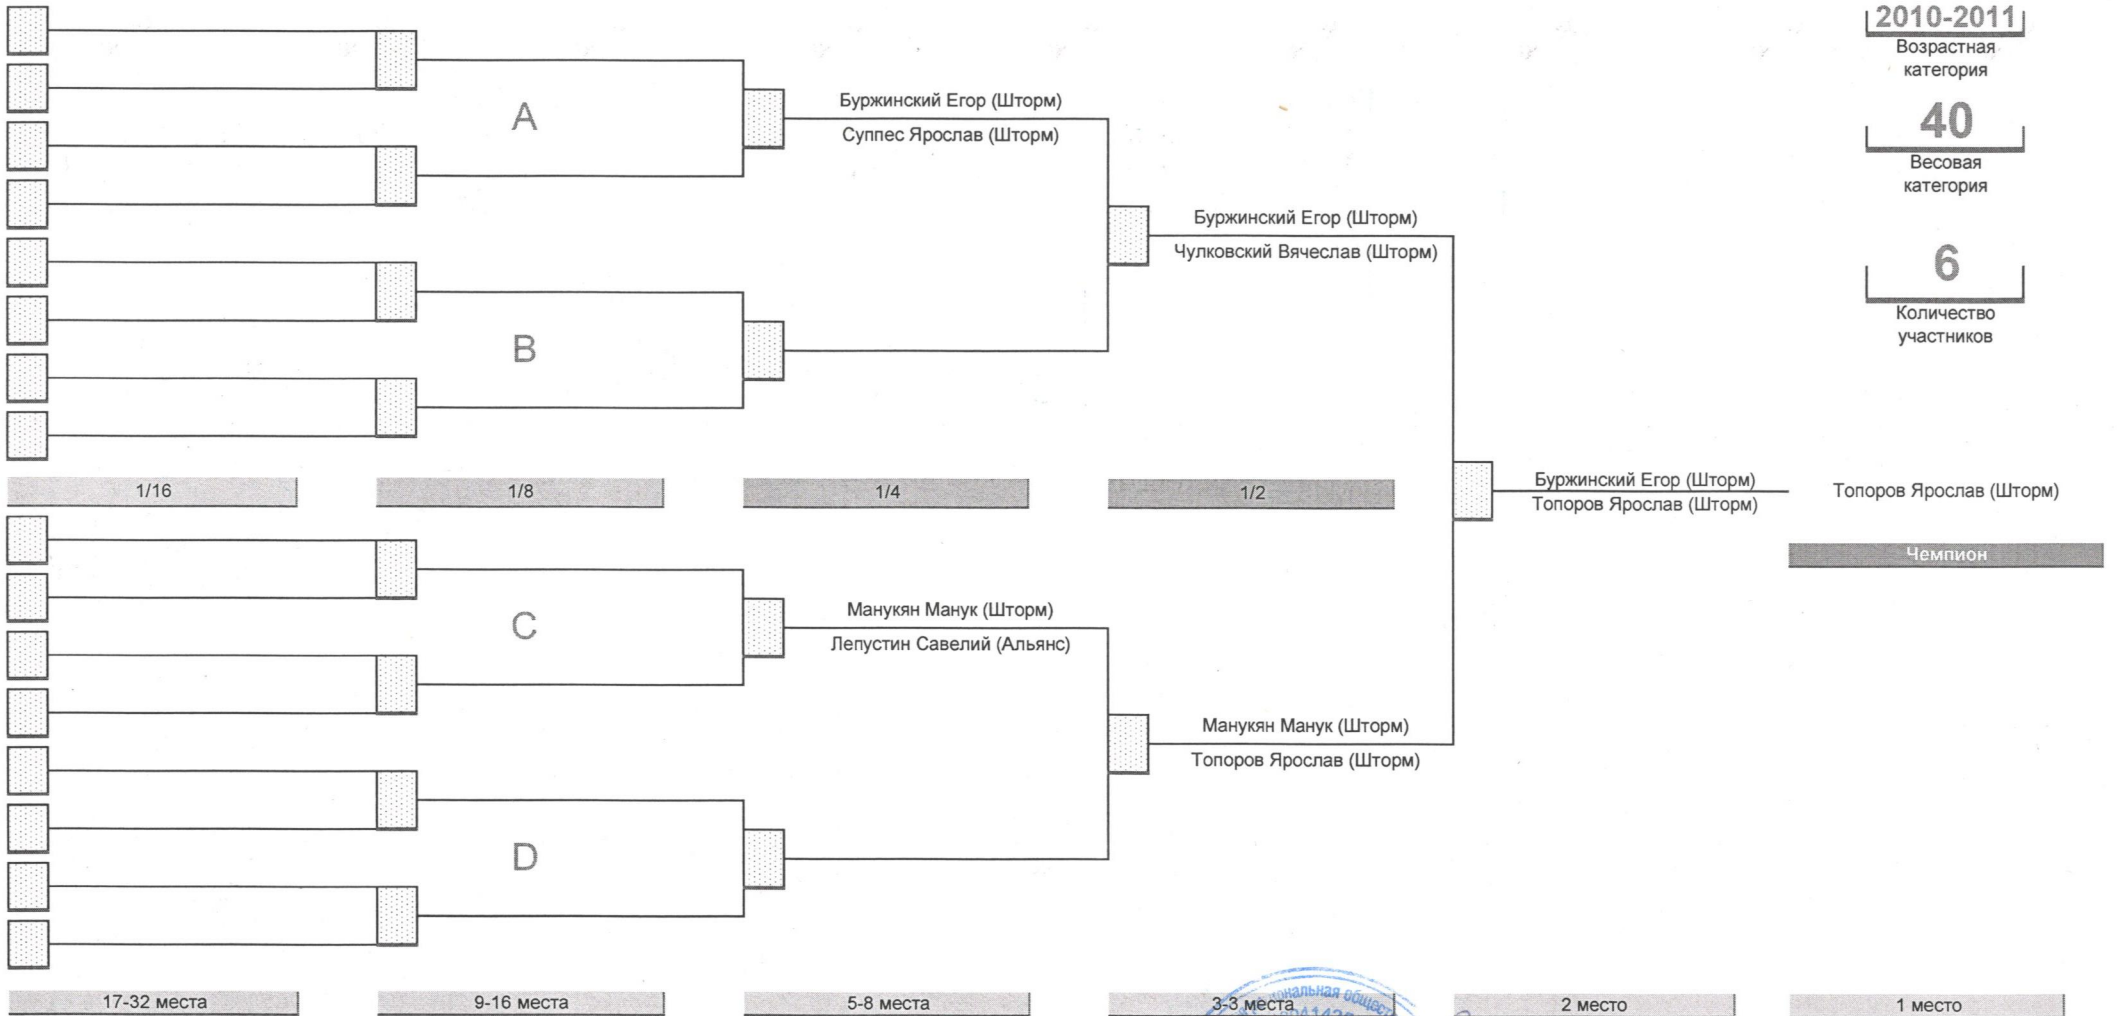 2010-2011
Возрастная
категория
40
Весовая
категория
6
Количество
участников
A
Буржинский Егор (Шторм)
Суппес Ярослав (Шторм)
Буржинский Егор (Шторм)
Чулковский Вячеслав (Шторм)
B
1/16
1/8
1/4
1/2
Буржинский Егор (Шторм)
Топоров Ярослав (Шторм)
Топоров Ярослав (Шторм)
Чемпион
C
Манукян Манук (Шторм)
Лепустин Савелий (Альянс)
Манукян Манук (Шторм)
Топоров Ярослав (Шторм)
D
17-32 места
9-16 места
5-8 места
3-3 места
2 место
1 место